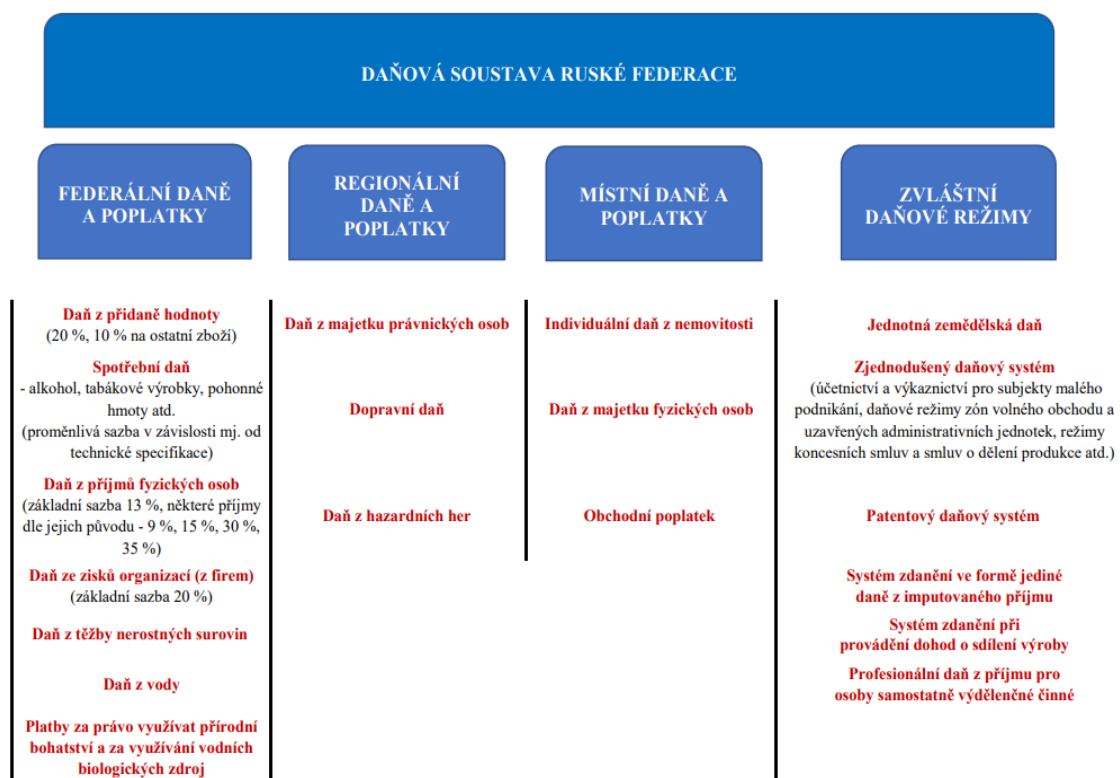 DAŇOVÁ SOUSTAVA RUSKÉ FEDERACE
FEDERÁLNÍ DANĚ
A POPLATKY
REGIONÁLNÍ
DANĚ A
POPLATKY
MÍSTNÍ DANĚ A
POPLATKY
ZVLÁŠTNÍ
DAŇOVÉ REŽIMY
Daň z přidaně hodnoty
(20 %, 10 % na ostatní zboží)
Spotřební daň
- alkohol, tabákové výrobky, pohonné
hmoty atd.
(proměnlivá sazba v závislosti mj. od
technické specifikace)
Daň z příjmů fyzických osob
(základní sazba 13 %, některé příjmy
dle jejich původu - 9 %, 15 %, 30 %,
35 %)
Daň ze zisků organizací (z firem)
(základní sazba 20 %)
Daň z těžby nerostných surovin
Daň z vody
Platby za právo využívat přírodní
bohatství a za využívání vodních
biologických zdroj
Daň z majetku právnických osob
Dopravní daň
Daň z hazardních her
Individuální daň z nemovitosti
Daň z majetku fyzických osob
Obchodní poplatek
Jednotná zemědělská daň
Zjednodušený daňový systém
(účetnictví a výkaznictví pro subjekty malého
podnikání, daňové režimy zón volného obchodu a
uzavřených administrativních jednotek, režimy
koncesních smluv a smluv o dělení produkce atd.)
Patentový daňový systém
Systém zdanění ve formě jediné
daně z imputovaného příjmu
Systém zdanění při
provádění dohod o sdílení výroby
Profesionální daň z příjmu pro
osoby samostatně výdělenčné činné